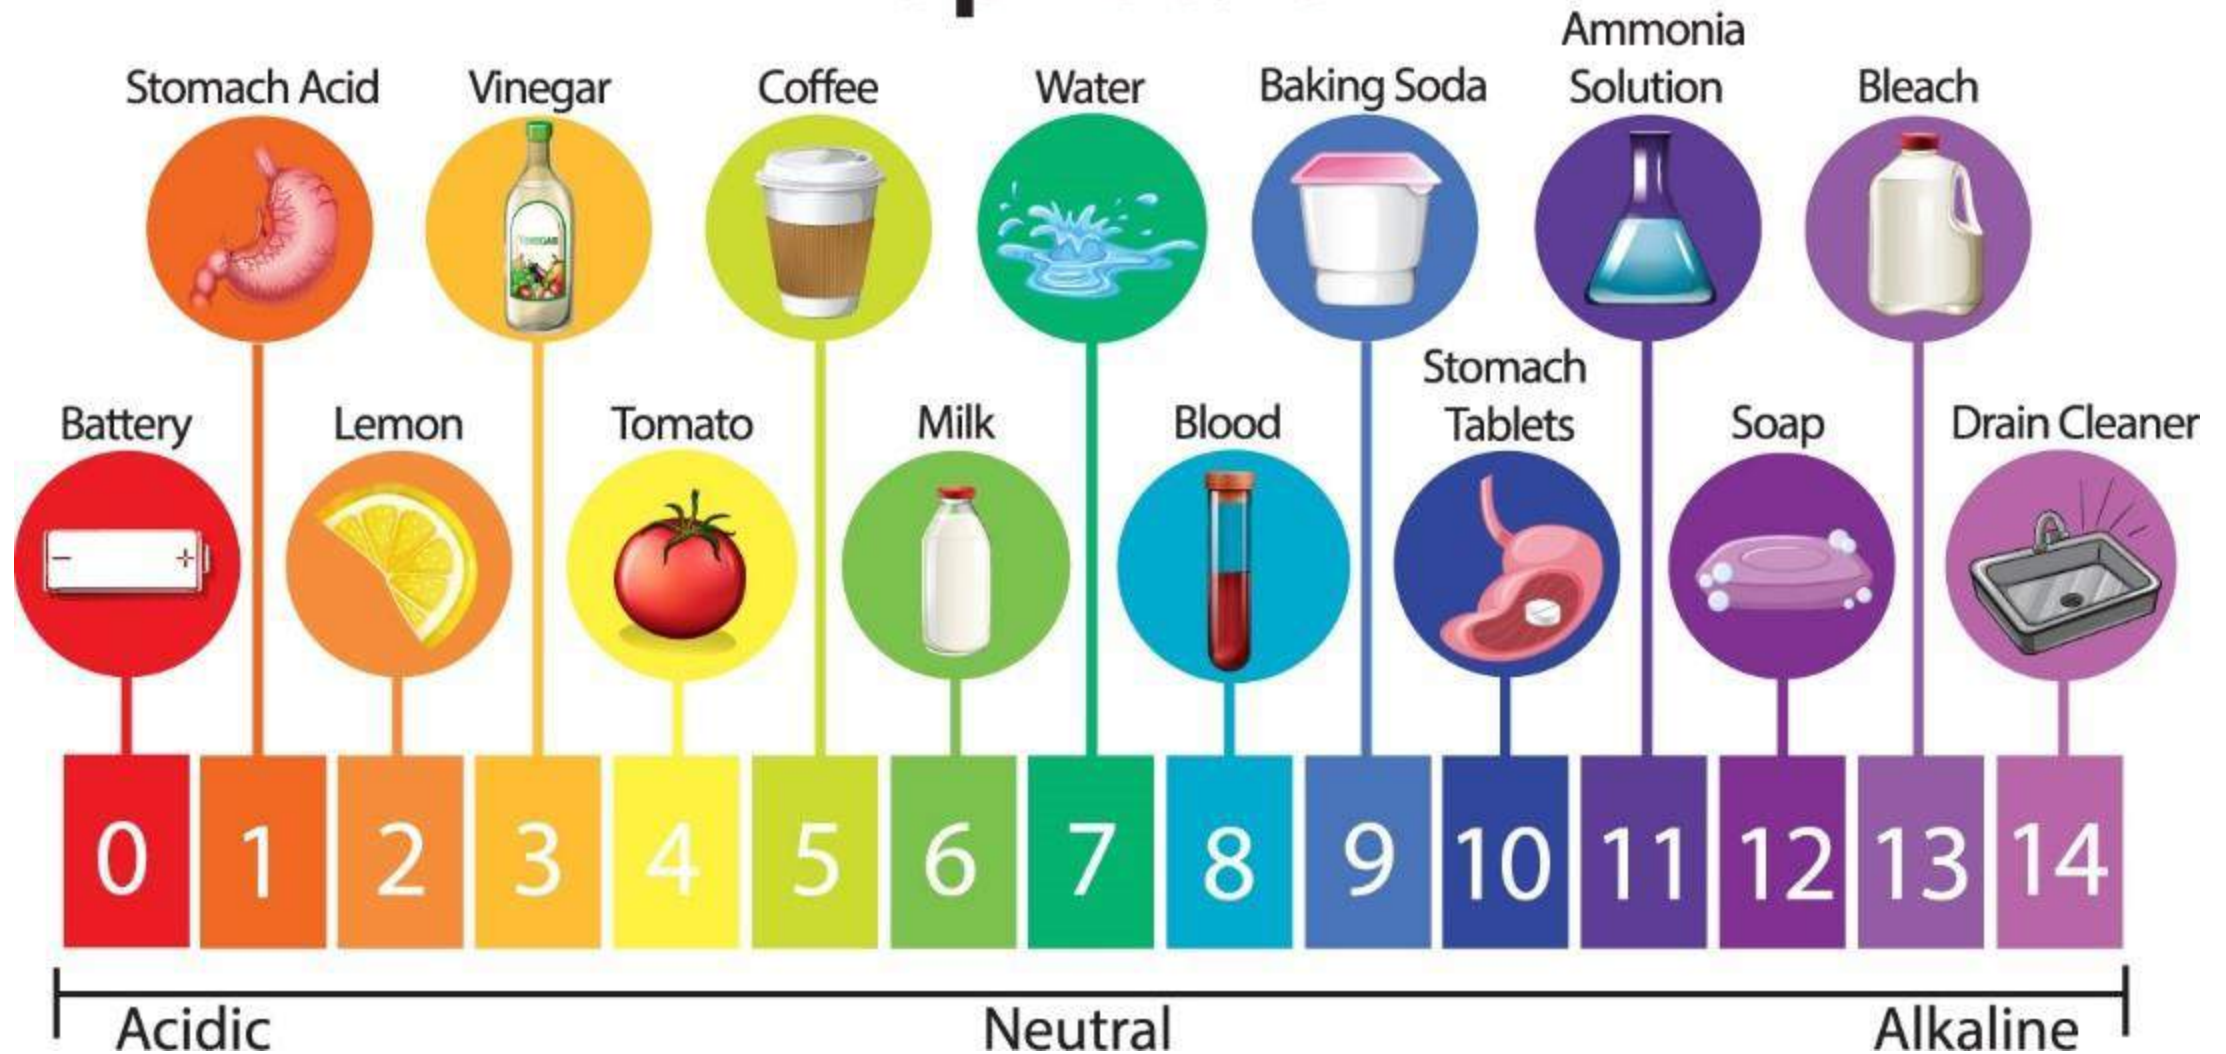 Ammonia
Stomach Acid Vinegar Coffee Water Baking Soda Solution Bleach
Stomach
Battery Lemon Tomato Milk Blood Tablets Soap Drain Cleaner
VINEGAR
- +
0 1 2 3 4 5 6 7 8 9 10 11 12 13 14
Acidic Neutral Alkaline